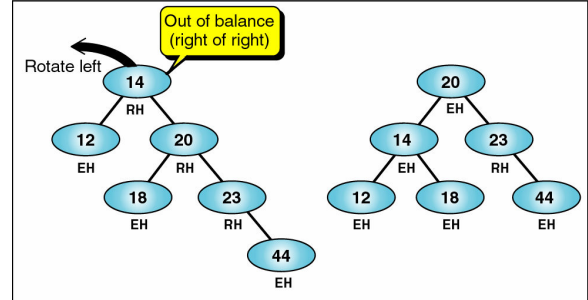 Out of balance
(right of right)
Rotate left
14
RH
12
EH
20
RH
18
EH
23
RH
44
EH
20
EH
14
EH
23
RH
12
EH
18
EH
44
EH